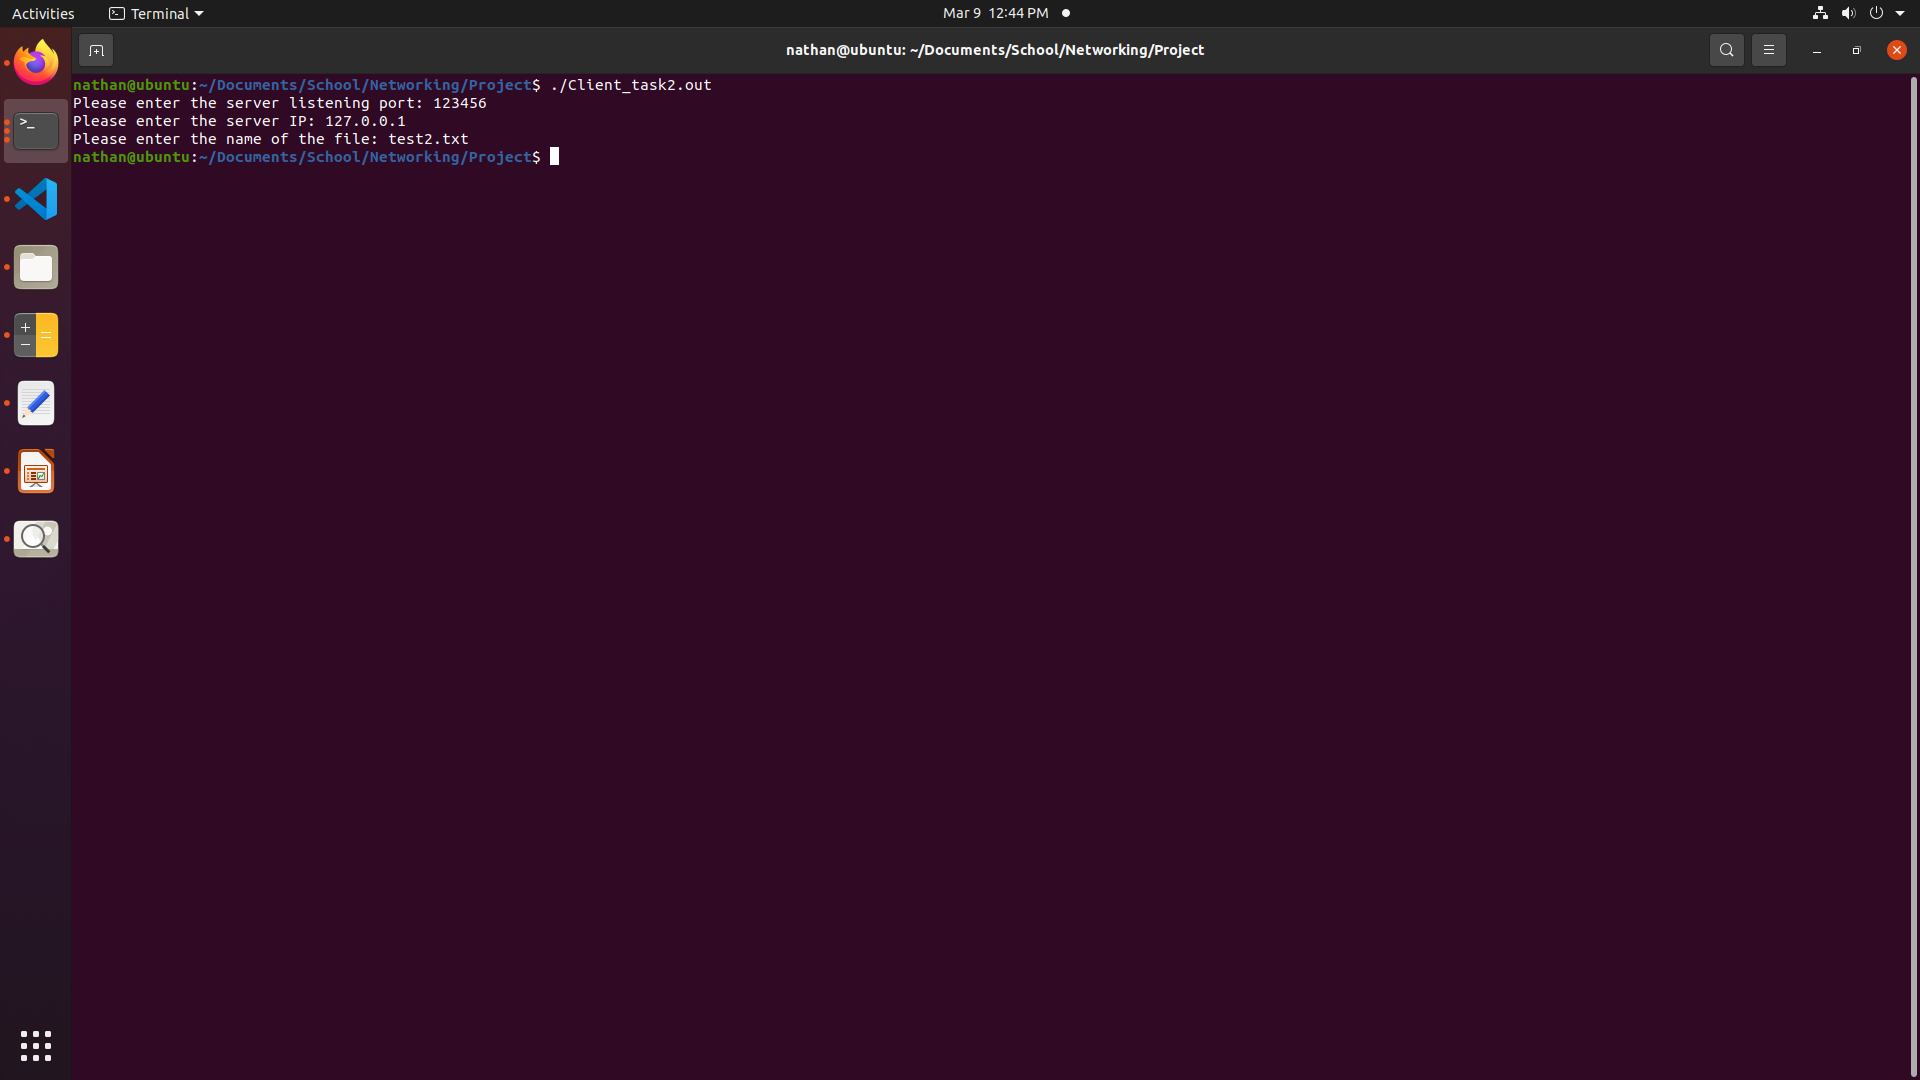 Activities
Terminal
Mar 9 12:44 PM
nathan@ubuntu: ~/Documents/School/Networking/Project
nathan@ubuntu:~/Documents/School/Networking/Project$ ./Client_task2.out
Please enter the server listening port: 123456
Please enter the server IP: 127.0.0.1
Please enter the name of the file: test2.txt
nathan@ubuntu:~/Documents/School/Networking/Project$